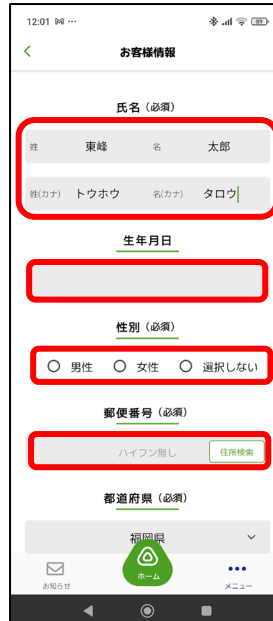 12:01
お客様情報
氏名(必須)
姓 東峰 名 太郎
姓(カナ) トウホウ 名(カナ) タロウ
生年月日
性別(必須)
男性 女性 選択しない
郵便番号(必須)
ハイフン無し 住所検索
都道府県(必須)
福岡県
お知らせ ホーム メニュー